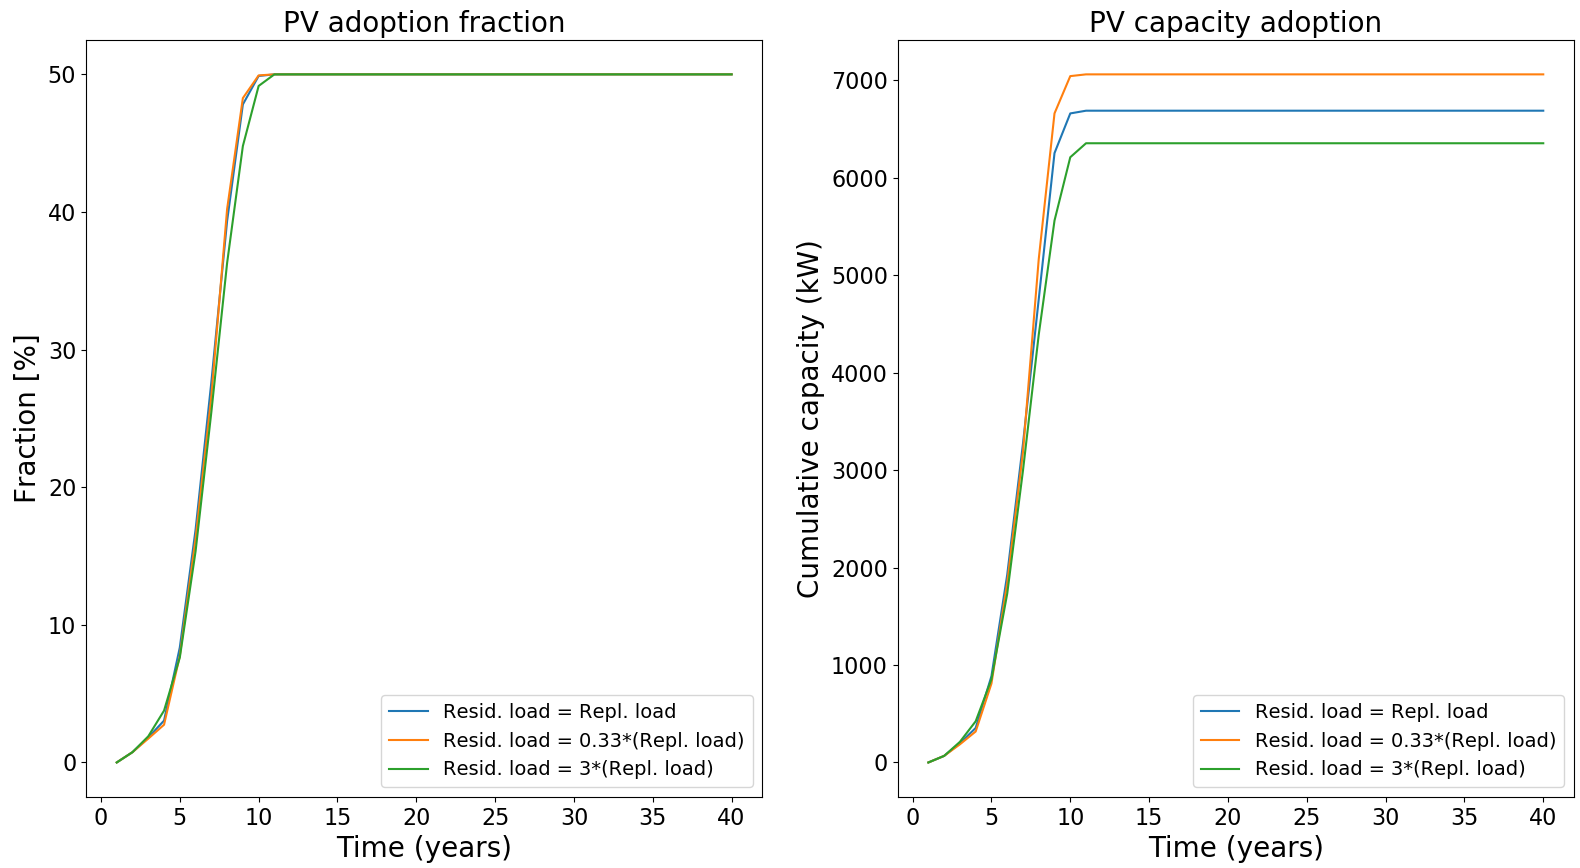 PV adoption fraction
Fraction [%]
50
40
30
20
10
0
0 5 10 15 20 25 30 35 40
Time (years)
Resid. load = Repl. load
Resid. load = 0.33*(Repl. load)
Resid. load = 3*(Repl. load)
PV capacity adoption
Cumulative capacity (kW)
7000
6000
5000
4000
3000
2000
1000
0
0 5 10 15 20 25 30 35 40
Time (years)
Resid. load = Repl. load
Resid. load = 0.33*(Repl. load)
Resid. load = 3*(Repl. load)